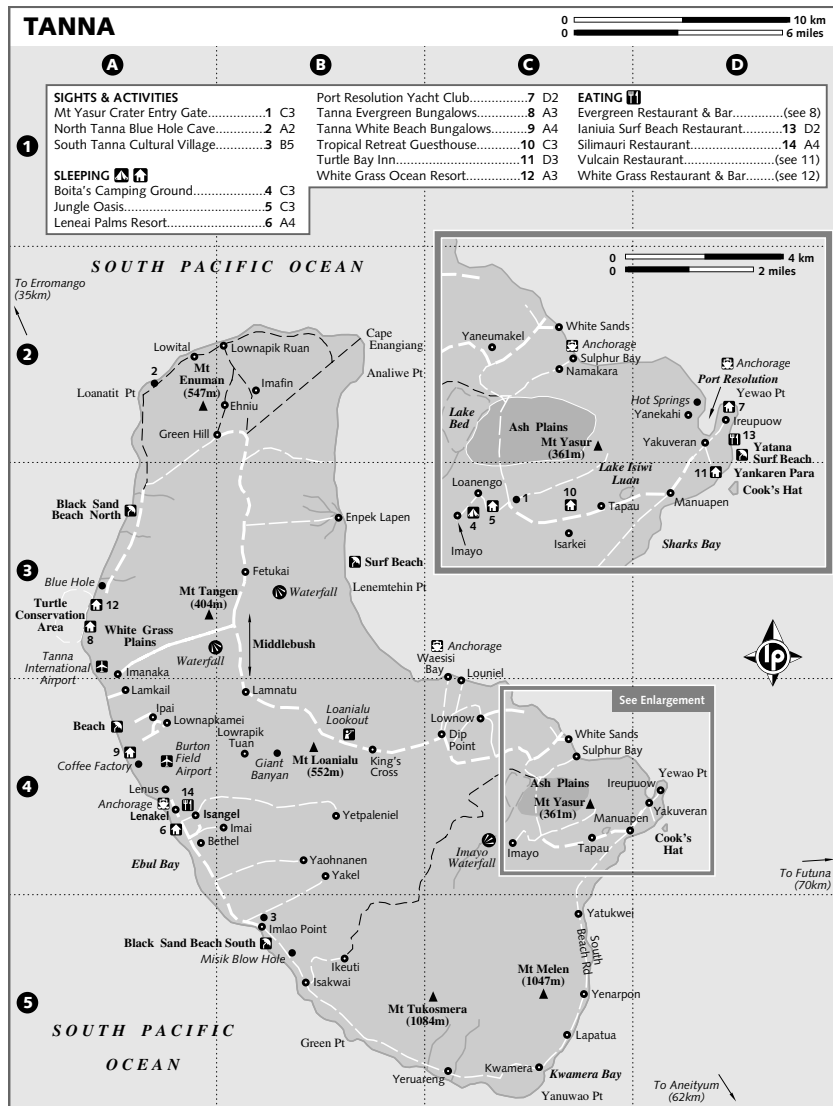 TANNA
0 10 km
0 6 miles
A B C D
1
SIGHTS & ACTIVITIES
Mt Yasur Crater Entry Gate..................1 C3
North Tanna Blue Hole Cave..............2 A2
South Tanna Cultural Village..............3 B5
SLEEPING
Boita's Camping Ground.....................4 C3
Jungle Oasis........................................5 C3
Leneai Palms Resort............................6 A4
Port Resolution Yacht Club................7 D2
Tanna Evergreen Bungalows.............8 A3
Tanna White Beach Bungalows.........9 A4
Tropical Retreat Guesthouse............10 C3
Turtle Bay Inn..................................11 D3
White Grass Ocean Resort................12 A3
EATING
Evergreen Restaurant & Bar...........(see 8)
Ianiuia Surf Beach Restaurant.....13 D2
Silimauri Restaurant.....................14 A4
Vulcain Restaurant......................(see 11)
White Grass Restaurant & Bar.......(see 12)
SOUTH PACIFIC OCEAN
To Erromango
(35km)
2
Lowital
Lownapik Ruan
Cape
Enangiang
Mt
Enuman
(547m)
2
Loanatit Pt
Imafin
Analiwe Pt
Ehniu
Green Hill
0 4 km
0 2 miles
White Sands
Yaneumakel
Anchorage
Sulphur Bay
Namakara
Anchorage
Port Resolution
Hot Springs
Yewao Pt
7
Yanekahi
Ireupuow
Lake
Bed
Ash Plains
Mt Yasur
(361m)
Yakuveran
13
Yatana
Surf Beach
Lake Isiwi
Luan
11
Yankaren Para
Cook's Hat
Loanengo
1
10
4
5
Tapau
Manuapen
Imayo
Isarkei
Sharks Bay
Black Sand
Beach North
Enpek Lapen
3
Fetukai
Surf Beach
Lenemtehin Pt
Blue Hole
12
Mt Tangen
(404m)
Waterfall
Turtle
Conservation
Area
8
White Grass
Plains
Middlebush
Waterfall
Tanna
International
Airport
Imanaka
Anchorage
Waesisi
Bay
Louniel
lp
Lamkail
Lamnatu
See Enlargement
Ipai
Lownapkamei
Beach
Loanialu
Lookout
Lownow
Dip
Point
White Sands
Sulphur Bay
Lowrapik
Tuan
9
Burton
Field
Airport
Giant
Banyan
Mt Loanialu
(552m)
King's
Cross
Coffee Factory
4
Ash Plains
Mt Yasur
(361m)
Ireupuow
Yewao Pt
Lenus
14
Anchorage
Lenakel
Isangel
Manuapen
Yakuveran
6
Imai
Yetpaleniel
Bethel
Imayo
Waterfall
Imayo
Tapau
Cook's
Hat
Ebul Bay
Yaohnanen
Yakel
To Futuna
(70km)
3
Imlao Point
Yatukwei
Black Sand Beach South
Misik Blow Hole
Ikeuti
South
Beach Rd
Isakwai
Mt Melen
(1047m)
Yenarpon
5
Mt Tukosmera
(1084m)
SOUTH PACIFIC
OCEAN
Green Pt
Lapatua
Yeruareng
Kwamera
Kwamera Bay
Yanuwao Pt
To Aneityum
(62km)